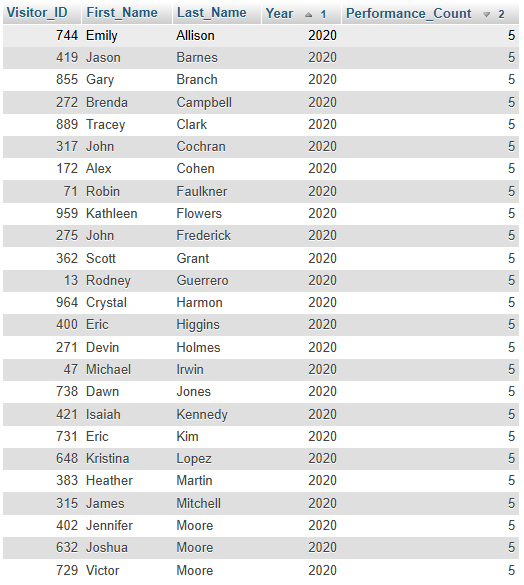 Visitor_ID First_Name Last_Name Year 1 Performance_Count 2
744 Emily Allison 2020 5
419 Jason Barnes 2020 5
855 Gary Branch 2020 5
272 Brenda Campbell 2020 5
889 Tracey Clark 2020 5
317 John Cochran 2020 5
172 Alex Cohen 2020 5
71 Robin Faulkner 2020 5
959 Kathleen Flowers 2020 5
275 John Frederick 2020 5
362 Scott Grant 2020 5
13 Rodney Guerrero 2020 5
964 Crystal Harmon 2020 5
400 Eric Higgins 2020 5
271 Devin Holmes 2020 5
47 Michael Irwin 2020 5
738 Dawn Jones 2020 5
421 Isaiah Kennedy 2020 5
731 Eric Kim 2020 5
648 Kristina Lopez 2020 5
383 Heather Martin 2020 5
315 James Mitchell 2020 5
402 Jennifer Moore 2020 5
632 Joshua Moore 2020 5
729 Victor Moore 2020 5